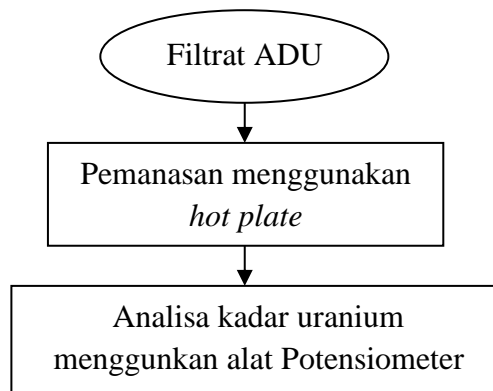 Filtrat ADU
Pemanasan menggunakan
hot plate
Analisa kadar uranium
menggunkan alat Potensiometer